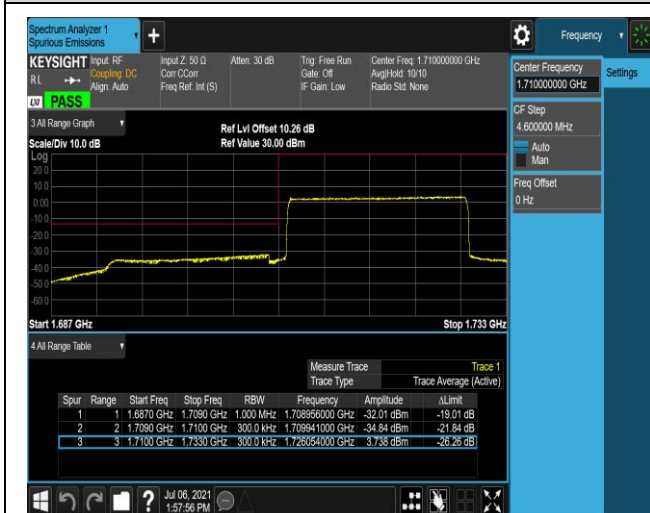 Spectrum Analyzer 1
Spurious Emissions
Frequency
KEYSIGHT
R L
PASS
Input: RF
Coupling: DC
Align: Auto
Input Z: 50 Ω
Corr CCorr
Freq Ref: Int (S)
Atten: 30 dB
Trig: Free Run
Gate: Off
IF Gain: Low
Center Freq: 1.710000000 GHz
Avg|Hold: 10/10
Radio Std: None
Center Frequency
1.710000000 GHz
Settings
CF Step
4.600000 MHz
Auto
Man
Freq Offset
0 Hz
3 All Range Graph
Scale/Div 10.0 dB
Ref Lvl Offset 10.26 dB
Ref Value 30.00 dBm
Log
20.0
10.0
0.00
-10.0
-20.0
-30.0
-40.0
-50.0
-60.0
Start 1.687 GHz
Stop 1.733 GHz
4 All Range Table
Measure Trace Trace 1
Trace Type Trace Average (Active)
Spur Range Start Freq Stop Freq RBW Frequency Amplitude ΔLimit
1 1 1.6870 GHz 1.7090 GHz 1.000 MHz 1.708956000 GHz -32.01 dBm -19.01 dB
2 2 1.7090 GHz 1.7100 GHz 300.0 kHz 1.709941000 GHz -34.84 dBm -21.84 dB
3 3 1.7100 GHz 1.7330 GHz 300.0 kHz 1.726054000 GHz 3.738 dBm -26.26 dB
Jul 06, 2021
1:57:56 PM